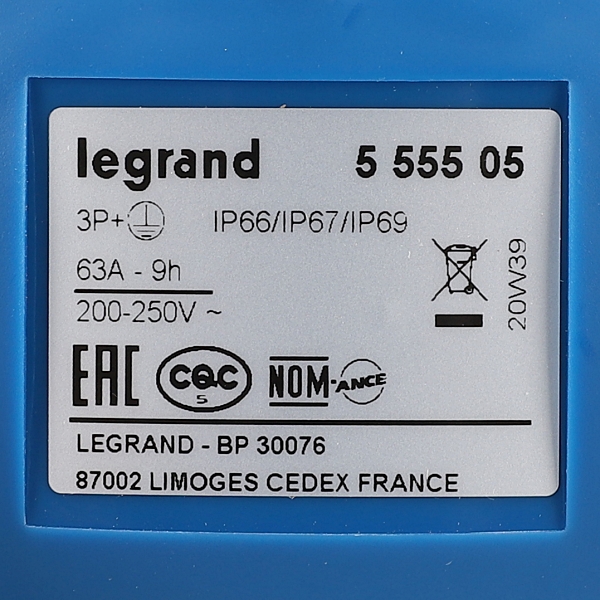 legrand 5 555 05
3P+⏚ IP66/IP67/IP69
63A - 9h
200-250V ~
20W39
EAC CQC S NOM-ANCE
LEGRAND - BP 30076
87002 LIMOGES CEDEX FRANCE